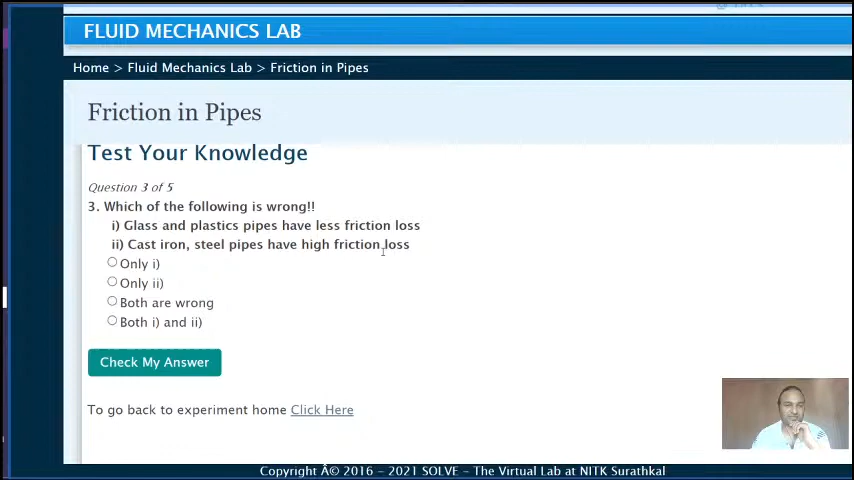 FLUID MECHANICS LAB
Home > Fluid Mechanics Lab > Friction in Pipes
Friction in Pipes
Test Your Knowledge
Question 3 of 5
3. Which of the following is wrong!!
i) Glass and plastics pipes have less friction loss
ii) Cast iron, steel pipes have high friction loss
Only i)
Only ii)
Both are wrong
Both i) and ii)
Check My Answer
To go back to experiment home Click Here
Copyright Â© 2016 - 2021 SOLVE - The Virtual Lab at NITK Surathkal